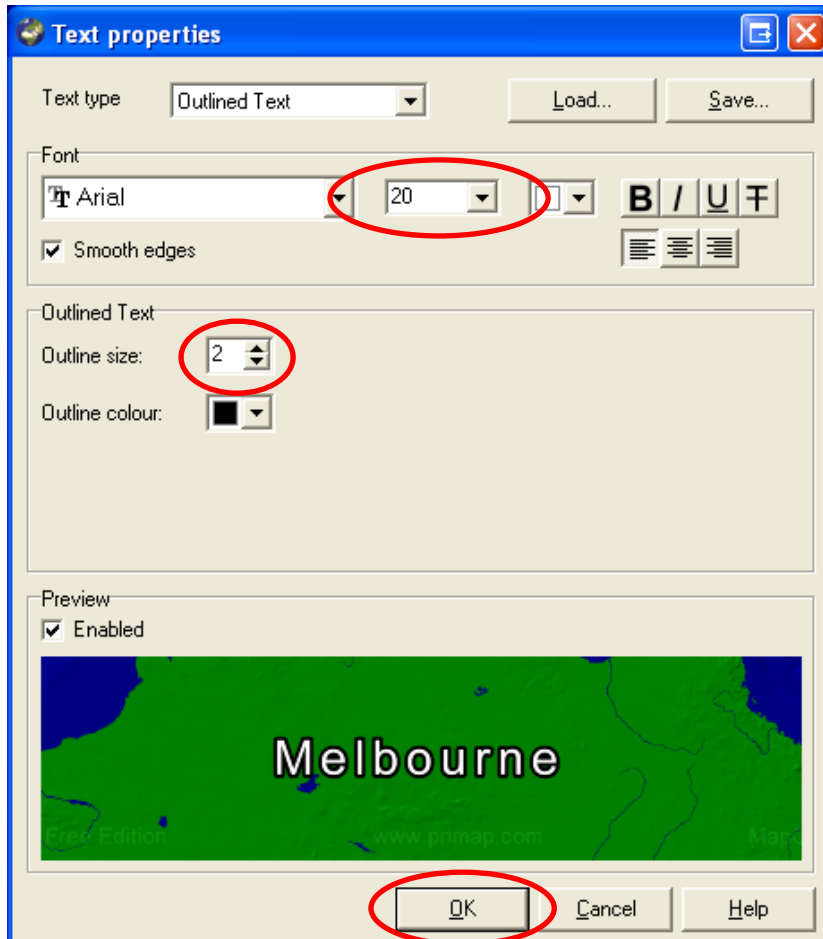 Text properties
Text type Outlined Text Load... Save...
Font
Arial 20 B I U T
Smooth edges
Outlined Text
Outline size: 2
Outline colour:
Preview
Enabled
Melbourne
Free Edition www.primap.com Map
OK Cancel Help